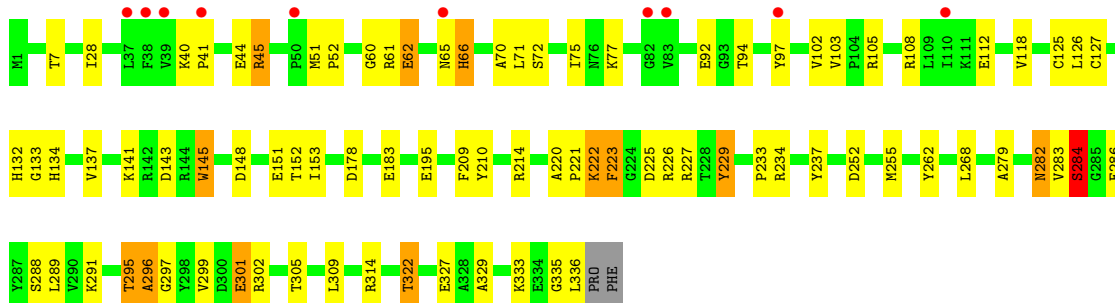 M1 T7 I28 L37 F38 V39 K40 P41 E44 R45 P50 M51 P52 G60 R61 E62 N65 H66 A70 L71 S72 I75 N76 K77 G82 V83 E92 G93 T94 Y97 V102 V103 P104 R105 R108 L109 I110 K111 E112 V118 C125 L126 C127
H132 G133 H134 V137 K141 R142 D143 R144 W145 D148 E151 T152 I153 D178 E183 E195 F209 Y210 R214 A220 P221 K222 F223 G224 D225 R226 R227 T228 Y229 P233 R234 Y237 D252 M255 Y262 L268 A279 N282 V283 S284 G285 E286
Y287 S288 L289 V290 K291 T295 A296 G297 Y298 V299 D300 E301 R302 T305 L309 R314 T322 E327 A328 A329 K333 E334 G335 L336 PRO PHE